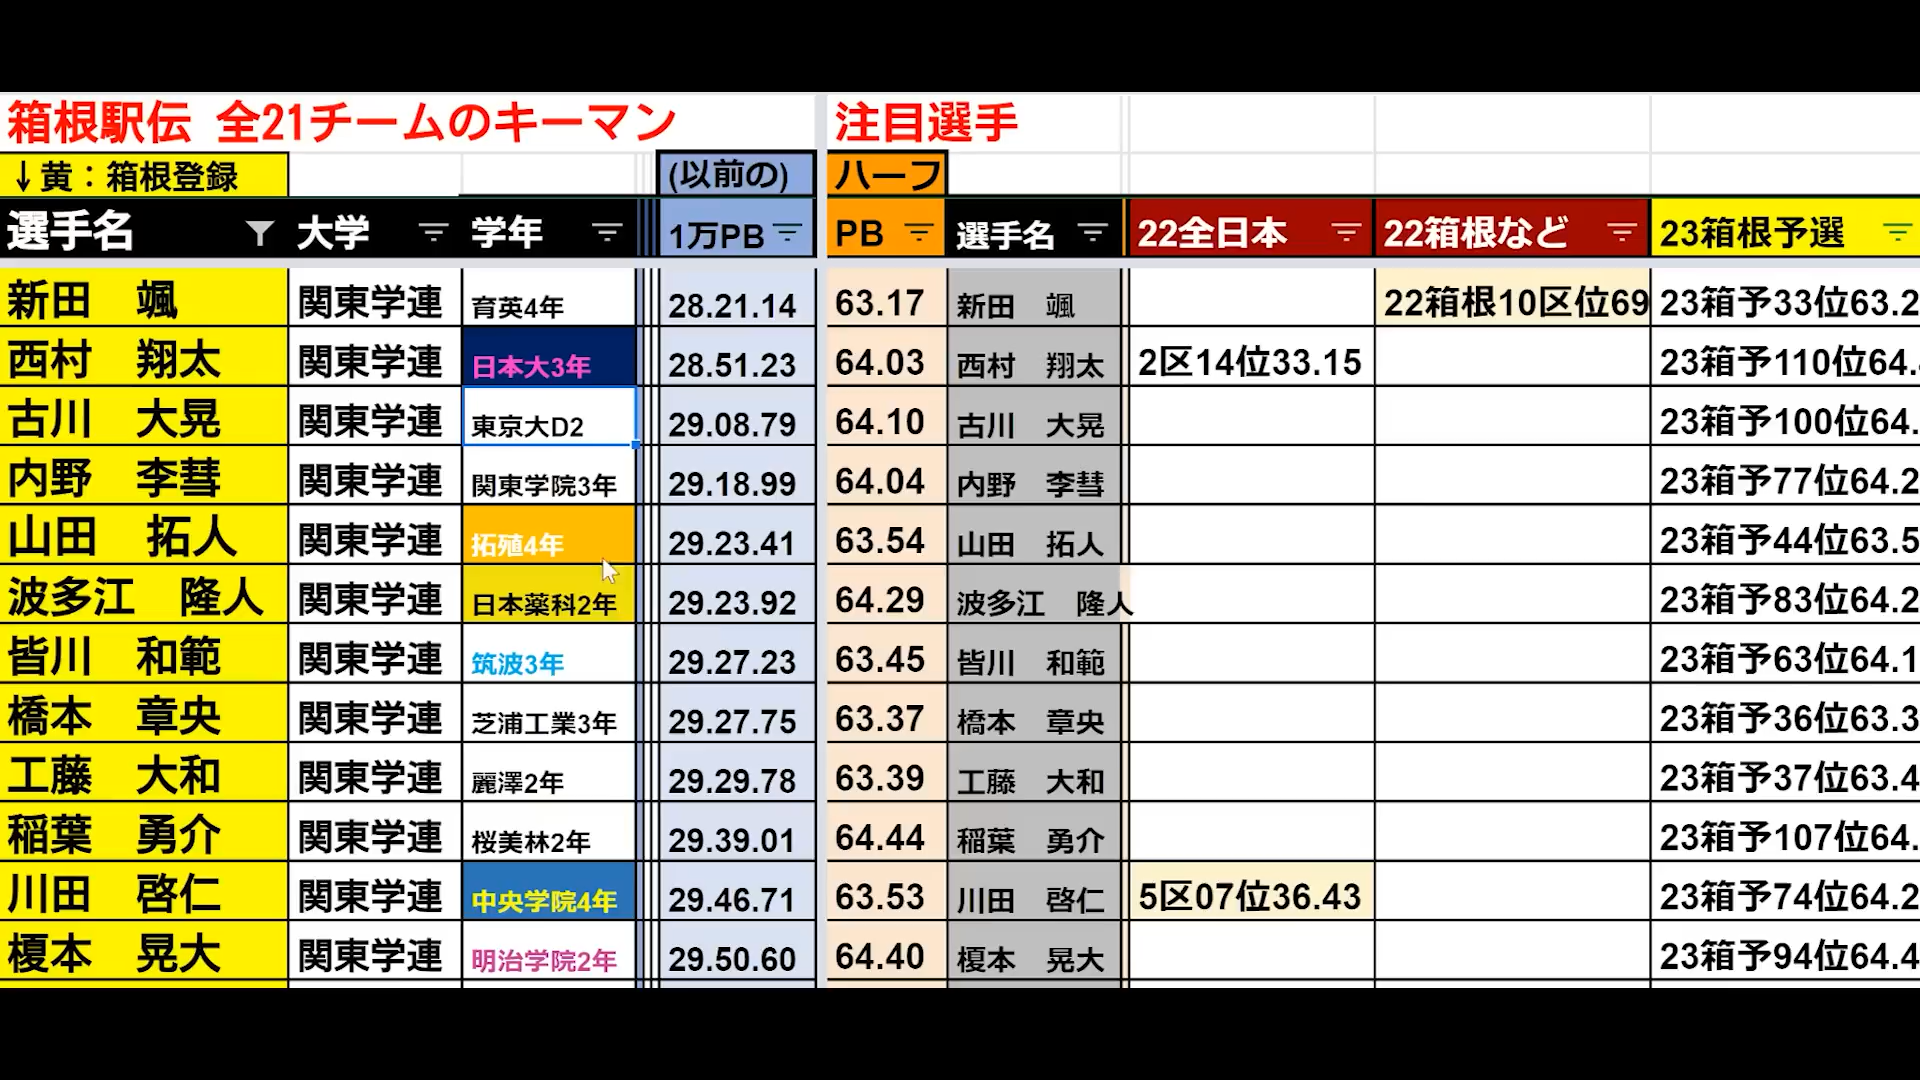 箱根駅伝 全21チームのキーマン 注目選手
↓黄：箱根登録 (以前の) ハーフ
選手名 大学 学年 1万PB PB 選手名 22全日本 22箱根など 23箱根予選
新田 颯 関東学連 育英4年 28.21.14 63.17 新田 颯 22箱根10区位69 23箱予33位63.2
西村 翔太 関東学連 日本大3年 28.51.23 64.03 西村 翔太 2区14位33.15 23箱予110位64.
古川 大晃 関東学連 東京大D2 29.08.79 64.10 古川 大晃 23箱予100位64.
内野 李彗 関東学連 関東学院3年 29.18.99 64.04 内野 李彗 23箱予77位64.2
山田 拓人 関東学連 拓殖4年 29.23.41 63.54 山田 拓人 23箱予44位63.5
波多江 隆人 関東学連 日本薬科2年 29.23.92 64.29 波多江 隆人 23箱予83位64.2
皆川 和範 関東学連 筑波3年 29.27.23 63.45 皆川 和範 23箱予63位64.1
橋本 章央 関東学連 芝浦工業3年 29.27.75 63.37 橋本 章央 23箱予36位63.3
工藤 大和 関東学連 麗澤2年 29.29.78 63.39 工藤 大和 23箱予37位63.4
稲葉 勇介 関東学連 桜美林2年 29.39.01 64.44 稲葉 勇介 23箱予107位64.
川田 啓仁 関東学連 中央学院4年 29.46.71 63.53 川田 啓仁 5区07位36.43 23箱予74位64.2
榎本 晃大 関東学連 明治学院2年 29.50.60 64.40 榎本 晃大 23箱予94位64.4